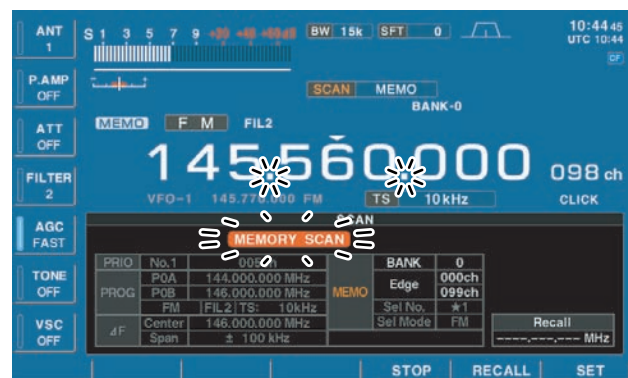 ANT 1
S 1 3 5 7 9 +20 +40 +60dB
BW 15k SFT 0
10:44 45
UTC 10:44
P.AMP OFF
SCAN MEMO
BANK-0
ATT OFF
MEMO F M FIL2
145.560.000 098 ch
FILTER 2
VFO-1 145.770.000 FM TS 10kHz CLICK
AGC FAST
SCAN
MEMORY SCAN
PRIO No.1 005ch BANK 0
PROG P0A 144.000.000 MHz MEMO Edge 000ch
P0B 146.000.000 MHz 099ch
TONE OFF
FM FIL2 TS: 10kHz Sel No. ★1
ΔF Center 146.000.000 MHz Sel Mode FM Recall
Span ± 100 kHz ----,---,--- MHz
VSC OFF
STOP RECALL SET